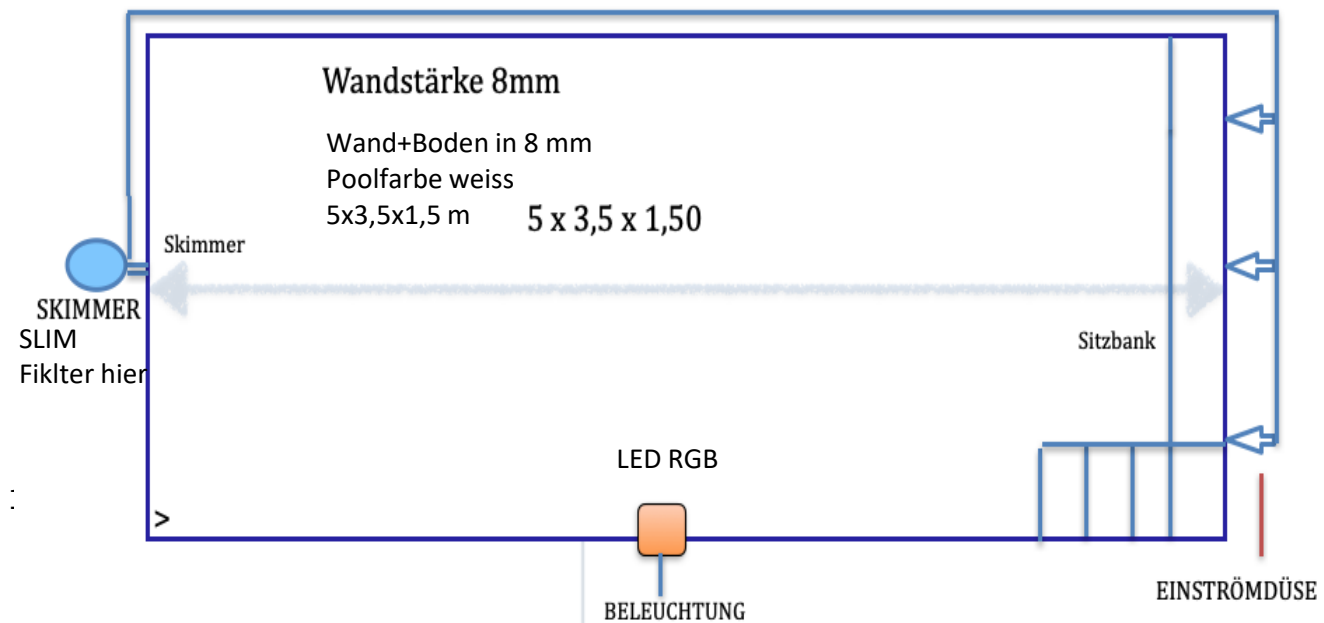 Wandstärke 8mm
Wand+Boden in 8 mm
Poolfarbe weiss
5x3,5x1,5 m
5 x 3,5 x 1,50
Skimmer
SKIMMER
SLIM
Fiklter hier
Sitzbank
LED RGB
>
BELEUCHTUNG
EINSTRÖMDÜSE